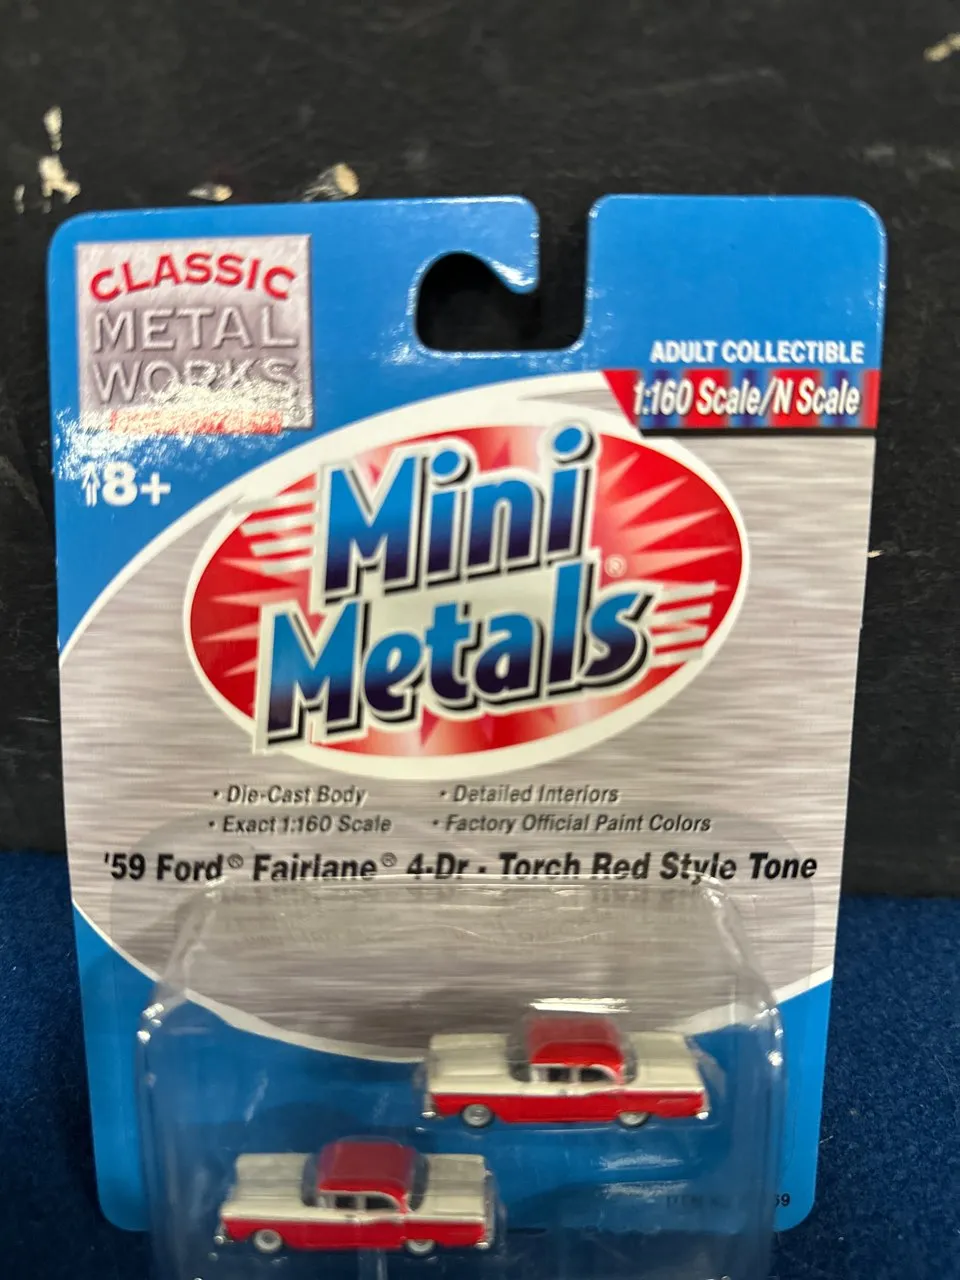 CLASSIC
METAL
WORKS
18+
ADULT COLLECTIBLE
1:160 Scale/N Scale
Mini
Metals®
• Die-Cast Body
• Detailed Interiors
• Exact 1:160 Scale
• Factory Official Paint Colors
'59 Ford® Fairlane® 4-Dr - Torch Red Style Tone